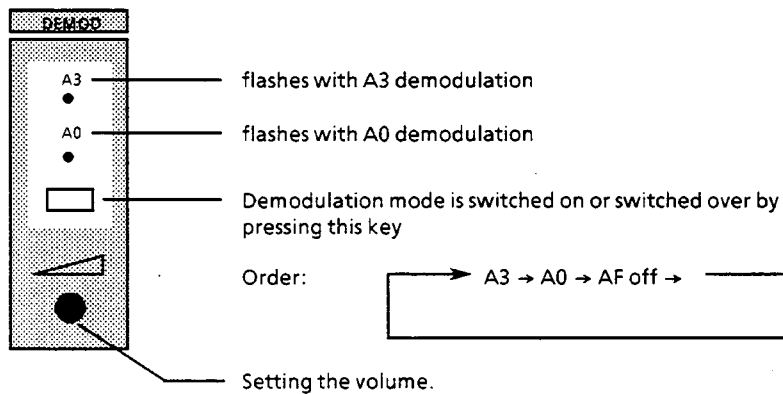 DEMOD
A3
flashes with A3 demodulation
A0
flashes with A0 demodulation
Demodulation mode is switched on or switched over by
pressing this key
Order:
A3 → A0 → AF off →
Setting the volume.